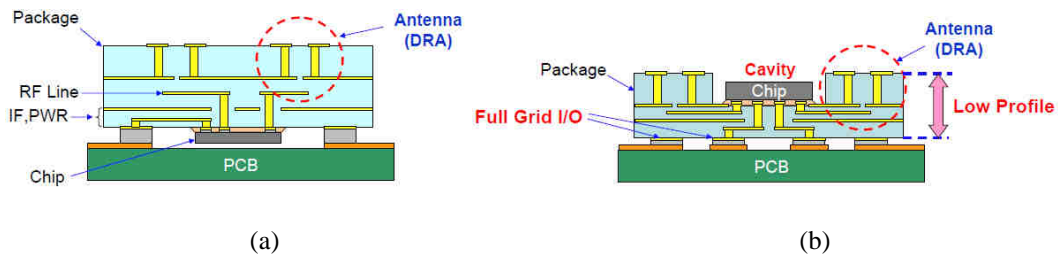 (a)
Package
Antenna
(DRA)
RF Line
IF,PWR
Chip
PCB
(a)
(b)
Package
Cavity
Chip
Antenna
(DRA)
Low Profile
Full Grid I/O
PCB
(b)